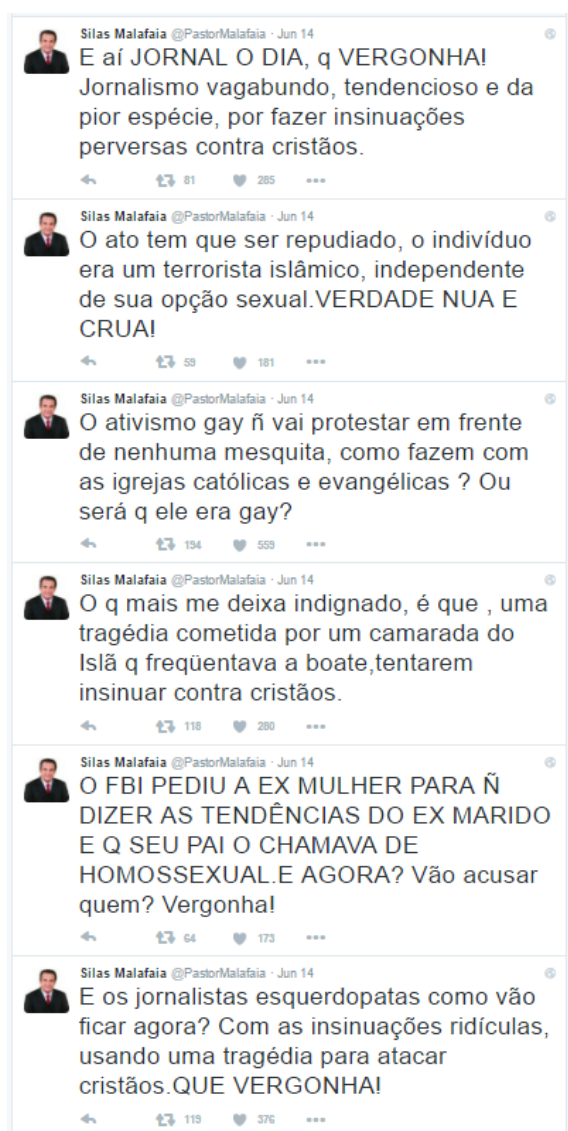 Silas Malafaia @PastorMalafaia · Jun 14
E aí JORNAL O DIA, q VERGONHA!
Jornalismo vagabundo, tendencioso e da
pior espécie, por fazer insinuações
perversas contra cristãos.
81 285
Silas Malafaia @PastorMalafaia · Jun 14
O ato tem que ser repudiado, o indivíduo
era um terrorista islâmico, independente
de sua opção sexual.VERDADE NUA E
CRUA!
59 181
Silas Malafaia @PastorMalafaia · Jun 14
O ativismo gay ñ vai protestar em frente
de nenhuma mesquita, como fazem com
as igrejas católicas e evangélicas ? Ou
será q ele era gay?
194 559
Silas Malafaia @PastorMalafaia · Jun 14
O q mais me deixa indignado, é que , uma
tragédia cometida por um camarada do
Islã q freqüentava a boate,tentarem
insinuar contra cristãos.
118 280
Silas Malafaia @PastorMalafaia · Jun 14
O FBI PEDIU A EX MULHER PARA Ñ
DIZER AS TENDÊNCIAS DO EX MARIDO
E Q SEU PAI O CHAMAVA DE
HOMOSSEXUAL.E AGORA? Vão acusar
quem? Vergonha!
64 173
Silas Malafaia @PastorMalafaia · Jun 14
E os jornalistas esquerdopatas como vão
ficar agora? Com as insinuações ridículas,
usando uma tragédia para atacar
cristãos.QUE VERGONHA!
119 376